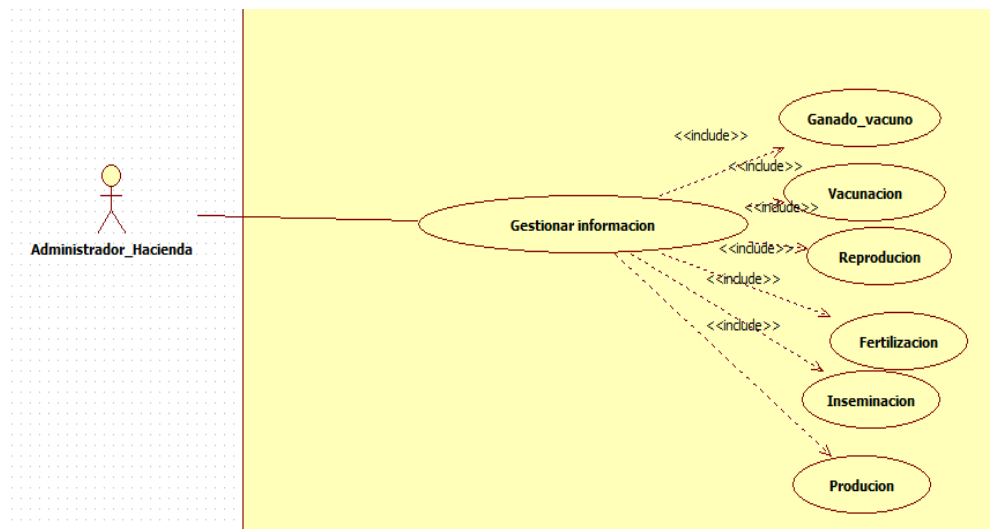 Ganado_vacuno
<<include>>
<<include>>
Vacunacion
<<include>>
Gestionar informacion
Administrador_Hacienda
<<include>>
Reproducion
<<include>>
<<include>>
Fertilizacion
Inseminacion
Producion